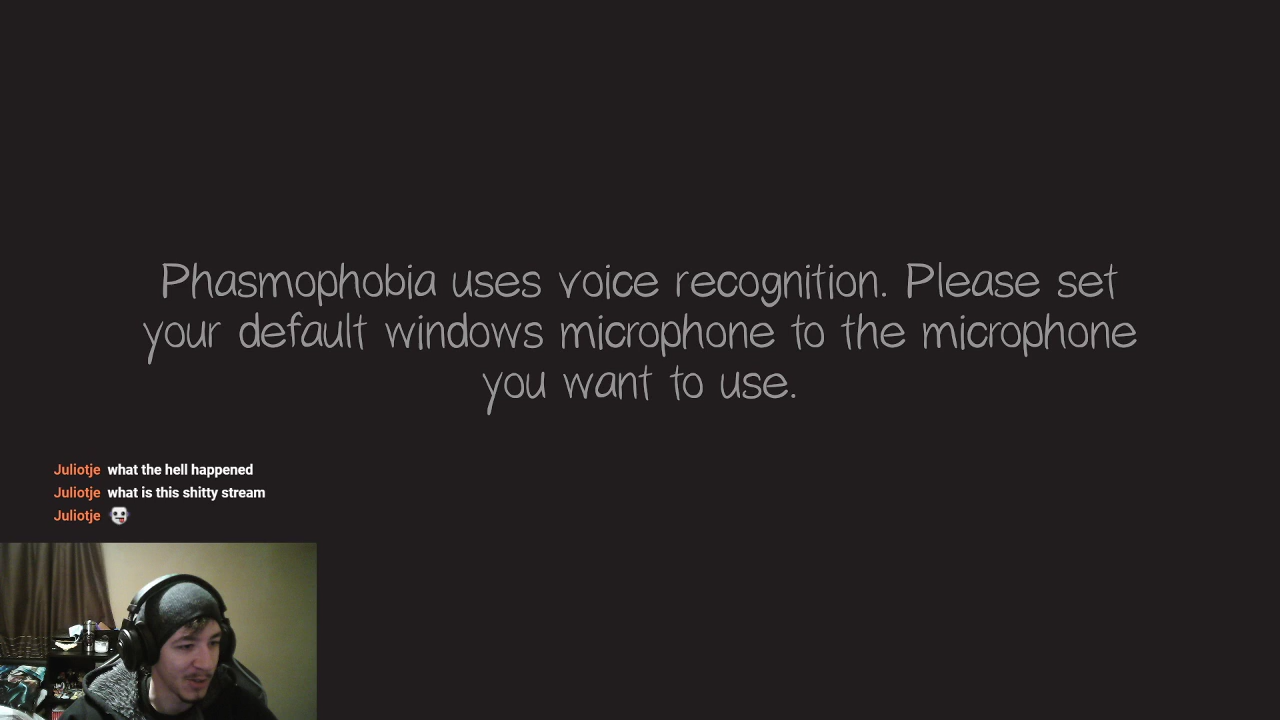 Phasmophobia uses voice recognition. Please set
your default windows microphone to the microphone
you want to use.
Juliotje what the hell happened
Juliotje what is this shitty stream
Juliotje